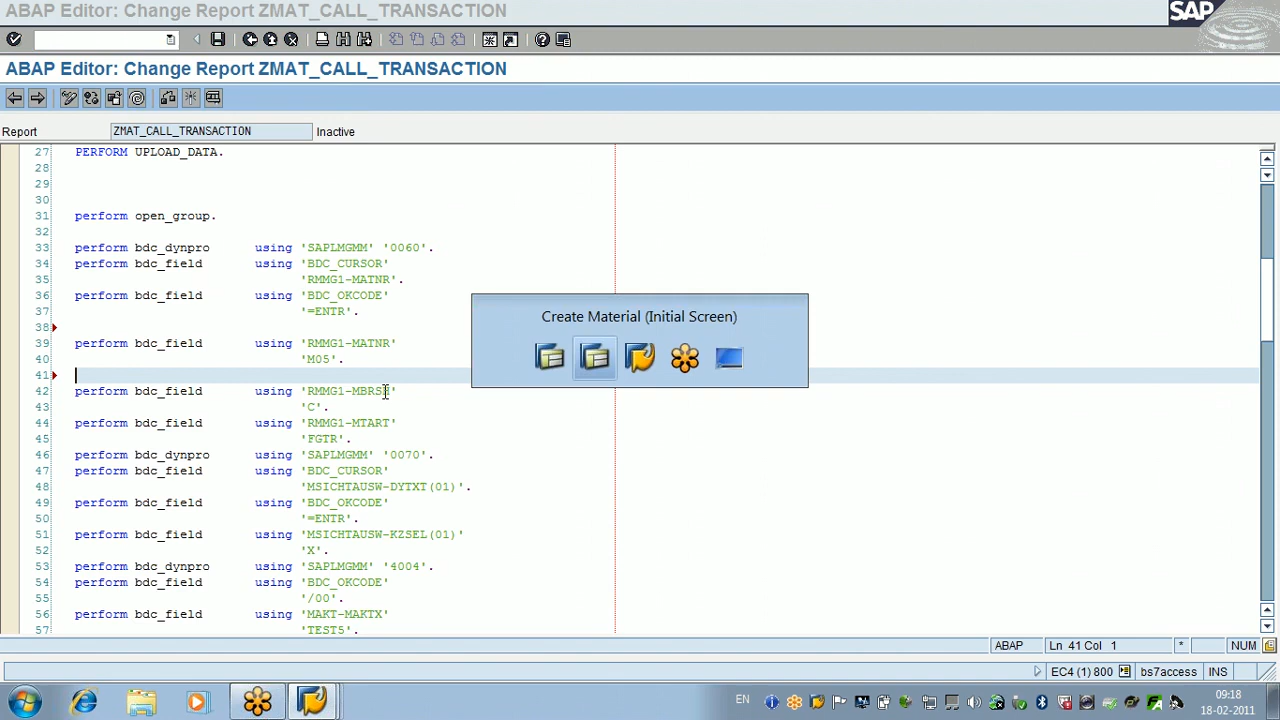 ABAP Editor: Change Report ZMAT_CALL_TRANSACTION
SAP
ABAP Editor: Change Report ZMAT_CALL_TRANSACTION
Report ZMAT_CALL_TRANSACTION Inactive
27 PERFORM UPLOAD_DATA.
28
29
30
31 perform open_group.
32
33 perform bdc_dynpro using 'SAPLMGMM' '0060'.
34 perform bdc_field using 'BDC_CURSOR'
35 'RMMG1-MATNR'.
36 perform bdc_field using 'BDC_OKCODE'
37 '=ENTR'.
38
39 perform bdc_field using 'RMMG1-MATNR'
40 'M05'.
41
42 perform bdc_field using 'RMMG1-MBRSH'
43 'C'.
44 perform bdc_field using 'RMMG1-MTART'
45 'FGTR'.
46 perform bdc_dynpro using 'SAPLMGMM' '0070'.
47 perform bdc_field using 'BDC_CURSOR'
48 'MSICHTAUSW-DYTXT(01)'.
49 perform bdc_field using 'BDC_OKCODE'
50 '=ENTR'.
51 perform bdc_field using 'MSICHTAUSW-KZSEL(01)'
52 'X'.
53 perform bdc_dynpro using 'SAPLMGMM' '4004'.
54 perform bdc_field using 'BDC_OKCODE'
55 '/00'.
56 perform bdc_field using 'MAKT-MAKTX'
57 'TEST5'.
Create Material (Initial Screen)
ABAP Ln 41 Col 1 * NUM
EC4 (1) 800 bs7access INS
EN 09:18
18-02-2011